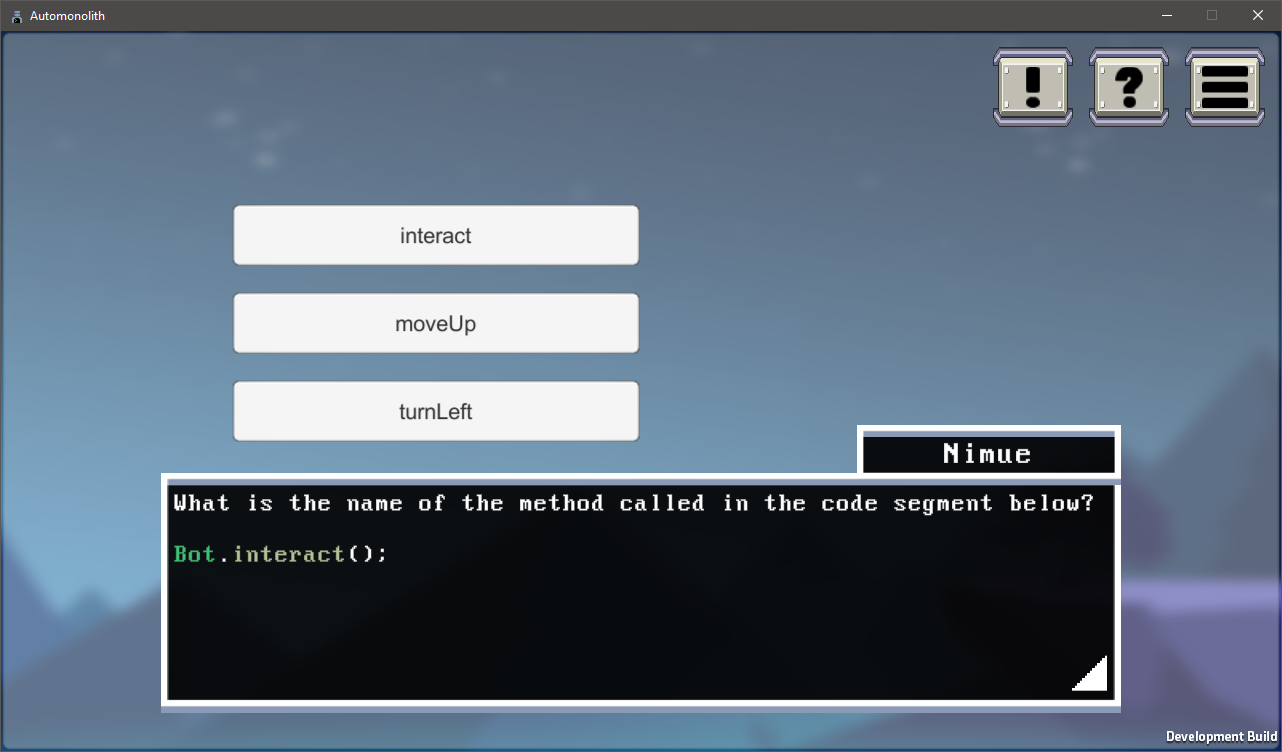 Automonolith
! ?
interact
moveUp
turnLeft
Nimue
What is the name of the method called in the code segment below?
Bot.interact();
Development Build